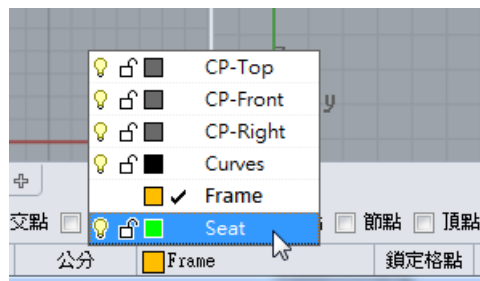 CP-Top
CP-Front
y
CP-Right
Curves
Frame
交點
Seat
節點
頂點
公分
Frame
鎖定格點